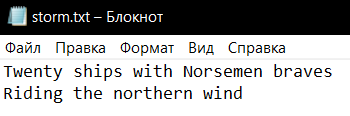 storm.txt – Блокнот
Файл Правка Формат Вид Справка
Twenty ships with Norsemen braves
Riding the northern wind